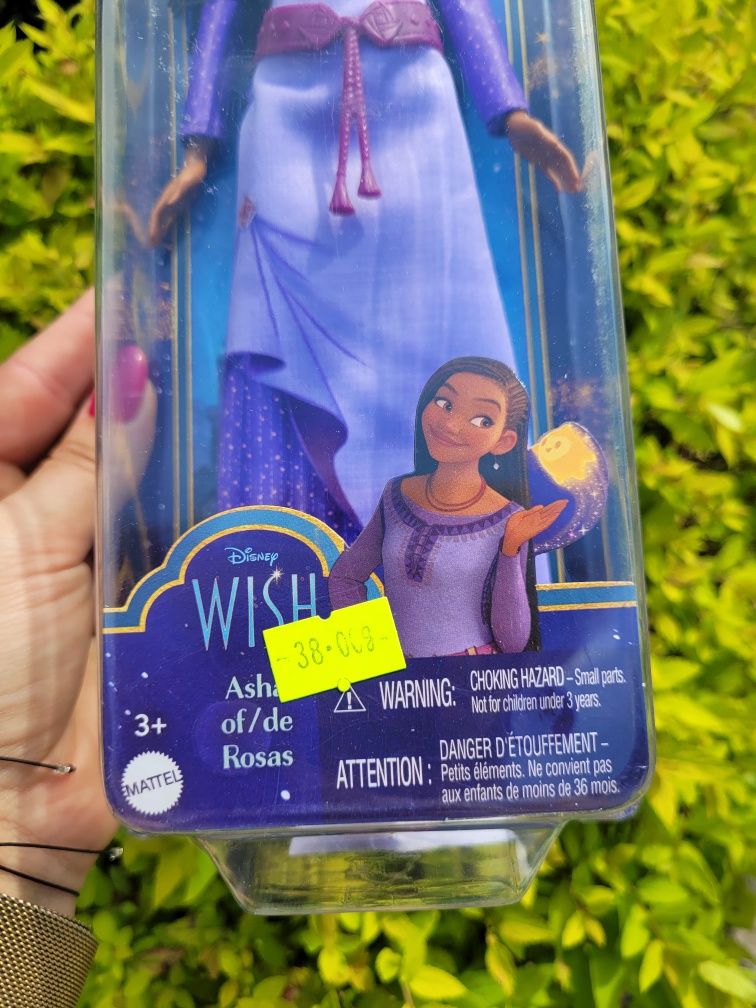 Disney
WISH
-38.008-
Asha
of/de
Rosas
3+
MATTEL
WARNING:
CHOKING HAZARD – Small parts.
Not for children under 3 years.
ATTENTION :
DANGER D'ÉTOUFFEMENT –
Petits éléments. Ne convient pas
aux enfants de moins de 36 mois.